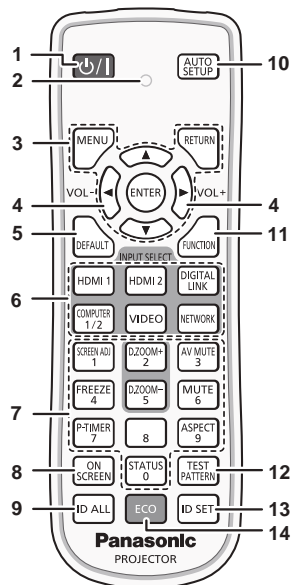 1
⏻/|
AUTO
SETUP
10
2
3
MENU
RETURN
VOL-
ENTER
VOL+
4
4
5
DEFAULT
FUNCTION
11
INPUT SELECT
6
HDMI 1
HDMI 2
DIGITAL
LINK
COMPUTER
1/2
VIDEO
NETWORK
7
SCREEN ADJ
1
D.ZOOM+
2
AV MUTE
3
FREEZE
4
D.ZOOM-
5
MUTE
6
P-TIMER
7
8
ASPECT
9
8
ON
SCREEN
STATUS
0
TEST
PATTERN
12
9
ID ALL
ECO
ID SET
13
14
Panasonic
PROJECTOR